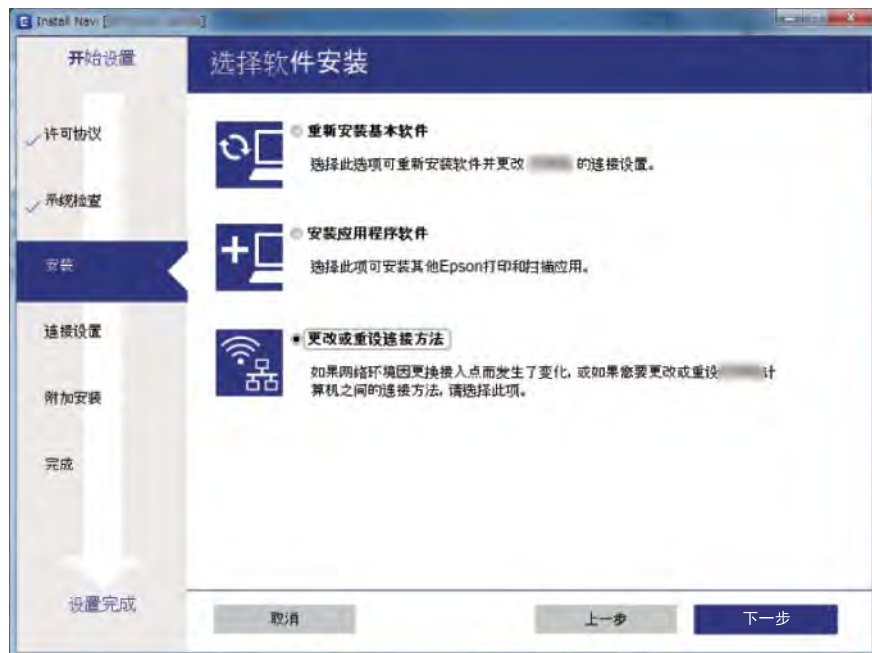 Install Navi [ ]
开始设置
选择软件安装
许可协议
系统检查
安装
连接设置
附加安装
完成
设置完成
重新安装基本软件
选择此选项可重新安装软件并更改 的连接设置。
安装应用程序软件
选择此项可安装其他Epson打印和扫描应用。
更改或重设连接方法
如果网络环境因更换接入点而发生了变化, 或如果您要更改或重设 计
算机之间的连接方法, 请选择此项。
取消
上一步
下一步